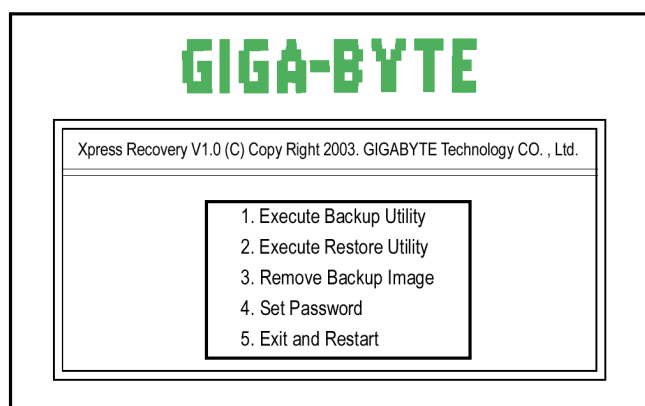 GIGA-BYTE
Xpress Recovery V1.0 (C) Copy Right 2003. GIGABYTE Technology CO. , Ltd.
1. Execute Backup Utility
2. Execute Restore Utility
3. Remove Backup Image
4. Set Password
5. Exit and Restart